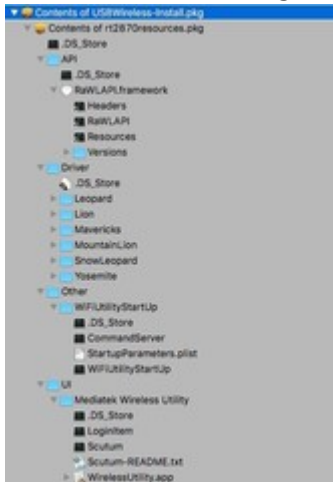 Contents of USBWireless-Install.pkg
Contents of rt2870resources.pkg
.DS_Store
API
.DS_Store
RaWLAPI.framework
Headers
RaWLAPI
Resources
Versions
Driver
.DS_Store
Leopard
Lion
Mavericks
MountainLion
SnowLeopard
Yosemite
Other
WiFiUtilityStartUp
.DS_Store
CommandServer
StartupParameters.plist
WiFiUtilityStartUp
UI
Mediatek Wireless Utility
.DS_Store
LoginItem
Scutum
Scutum-README.txt
WirelessUtility.app